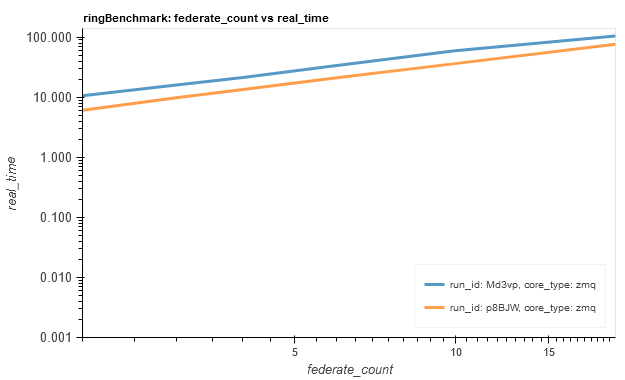 ringBenchmark: federate_count vs real_time
100.000
10.000
1.000
0.100
0.010
0.001
real_time
5
10
15
federate_count
run_id: Md3vp, core_type: zmq
run_id: p8BJW, core_type: zmq